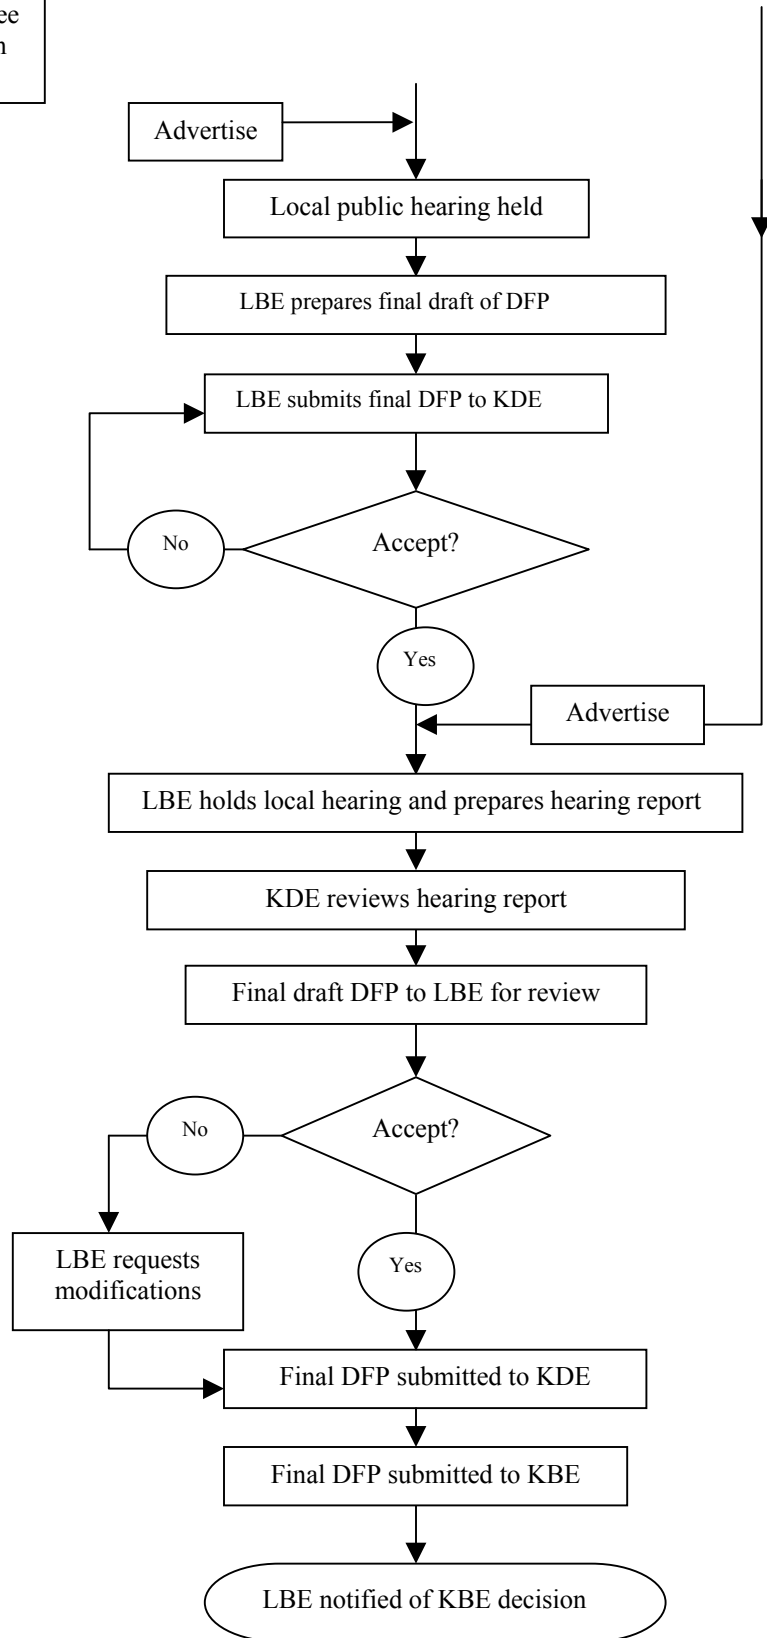 Advertise
Local public hearing held
LBE prepares final draft of DFP
LBE submits final DFP to KDE
No
Accept?
Yes
Advertise
LBE holds local hearing and prepares hearing report
KDE reviews hearing report
Final draft DFP to LBE for review
No
Accept?
LBE requests
modifications
Yes
Final DFP submitted to KDE
Final DFP submitted to KBE
LBE notified of KBE decision